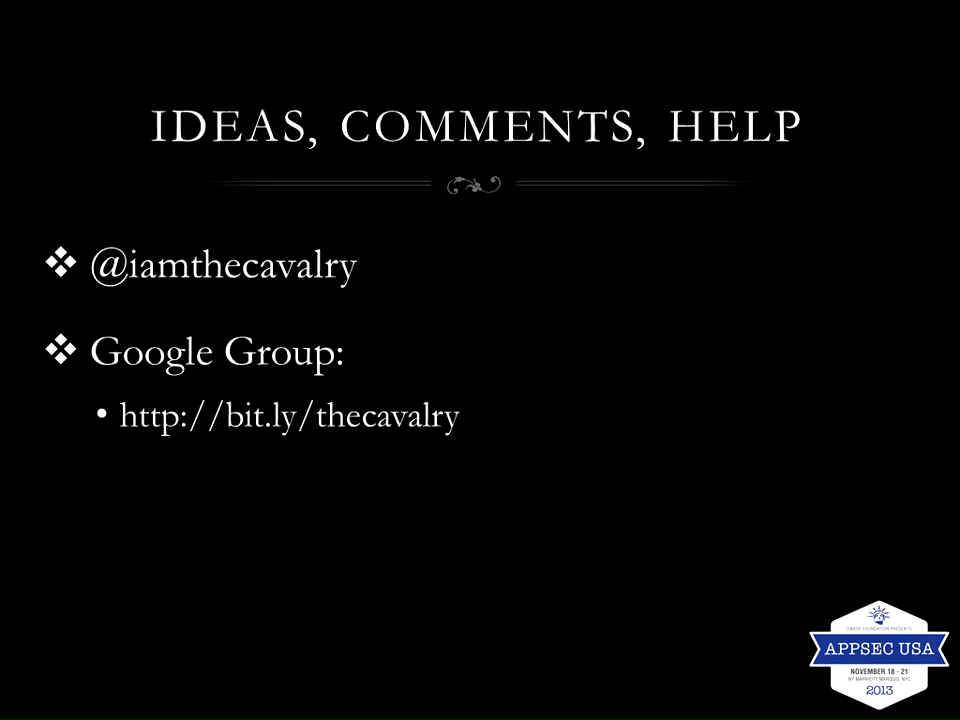 IDEAS, COMMENTS, HELP
❖ @iamthecavalry
❖ Google Group:
• http://bit.ly/thecavalry
OWASP FOUNDATION PRESENTS
APPSEC USA
NOVEMBER 18 - 21
NY MARRIOTT MARQUIS, NYC
2013